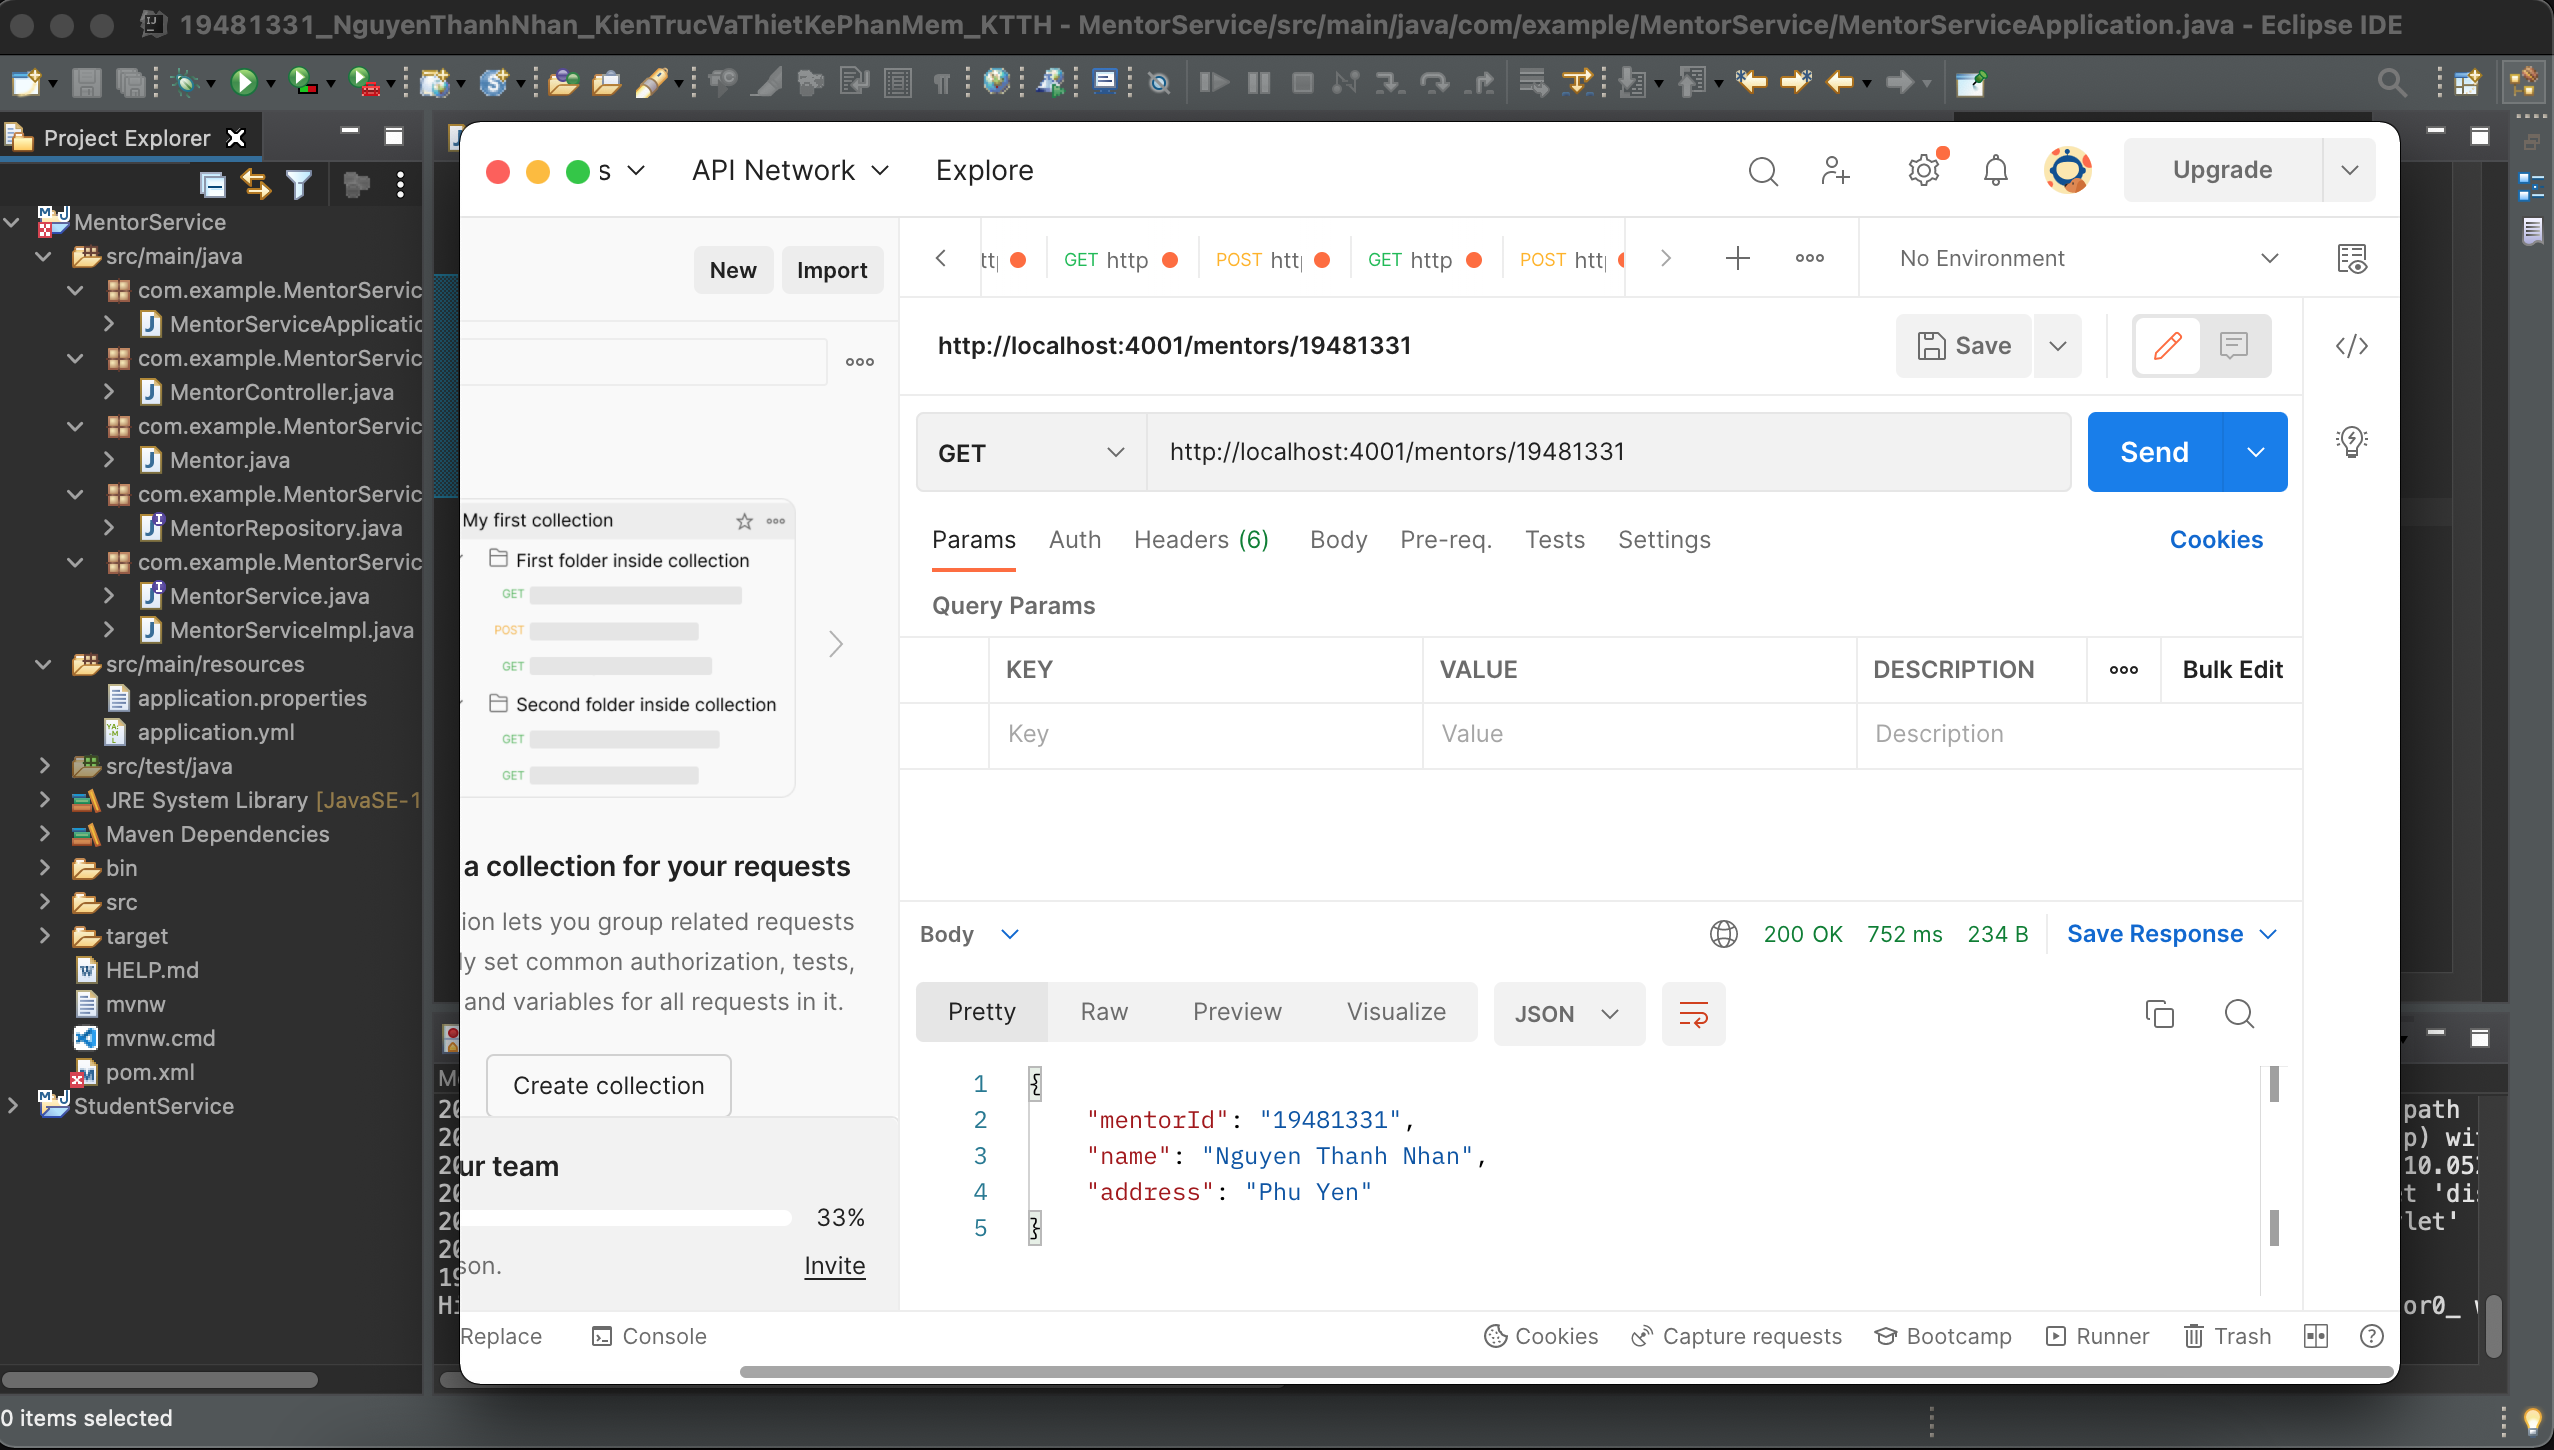 19481331_NguyenThanhNhan_KienTrucVaThietKePhanMem_KTTH - MentorService/src/main/java/com/example/MentorService/MentorServiceApplication.java - Eclipse IDE
Project Explorer
MentorService
src/main/java
com.example.MentorServic
MentorServiceApplicatic
com.example.MentorServic
MentorController.java
com.example.MentorServic
Mentor.java
com.example.MentorServic
MentorRepository.java
com.example.MentorServic
MentorService.java
MentorServiceImpl.java
src/main/resources
application.properties
application.yml
src/test/java
JRE System Library [JavaSE-1
Maven Dependencies
bin
src
target
HELP.md
mvnw
mvnw.cmd
pom.xml
StudentService
0 items selected
s
API Network
Explore
Upgrade
New
Import
GET http
POST htt
GET http
POST htt
No Environment
http://localhost:4001/mentors/19481331
Save
GET
http://localhost:4001/mentors/19481331
Send
Params
Auth
Headers (6)
Body
Pre-req.
Tests
Settings
Cookies
Query Params
KEY
VALUE
DESCRIPTION
Bulk Edit
Key
Value
Description
My first collection
First folder inside collection
GET
POST
GET
Second folder inside collection
GET
GET
a collection for your requests
ion lets you group related requests
ly set common authorization, tests,
and variables for all requests in it.
Create collection
ur team
33%
son.
Invite
Body
200 OK
752 ms
234 B
Save Response
Pretty
Raw
Preview
Visualize
JSON
1 {
2 "mentorId": "19481331",
3 "name": "Nguyen Thanh Nhan",
4 "address": "Phu Yen"
5 }
Replace
Console
Cookies
Capture requests
Bootcamp
Runner
Trash
path
p) wi
10.05
t 'di
let'
or0_